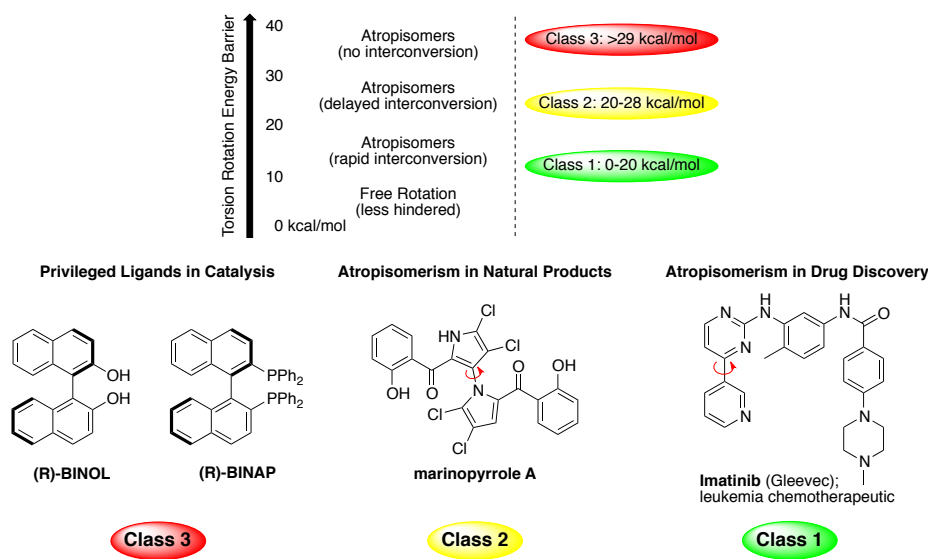 Torsion Rotation Energy Barrier
40
30
20
10
0 kcal/mol
Atropisomers
(no interconversion)
Atropisomers
(delayed interconversion)
Atropisomers
(rapid interconversion)
Free Rotation
(less hindered)
Class 3: >29 kcal/mol
Class 2: 20-28 kcal/mol
Class 1: 0-20 kcal/mol
Privileged Ligands in Catalysis
OH
OH
(R)-BINOL
PPh2
PPh2
(R)-BINAP
Class 3
Atropisomerism in Natural Products
Cl
HN
Cl
OH
O
O
OH
N
Cl
Cl
marinopyrrole A
Class 2
Atropisomerism in Drug Discovery
N
H
N
N
H
N
O
N
N
N
Imatinib (Gleevec);
leukemia chemotherapeutic
Class 1